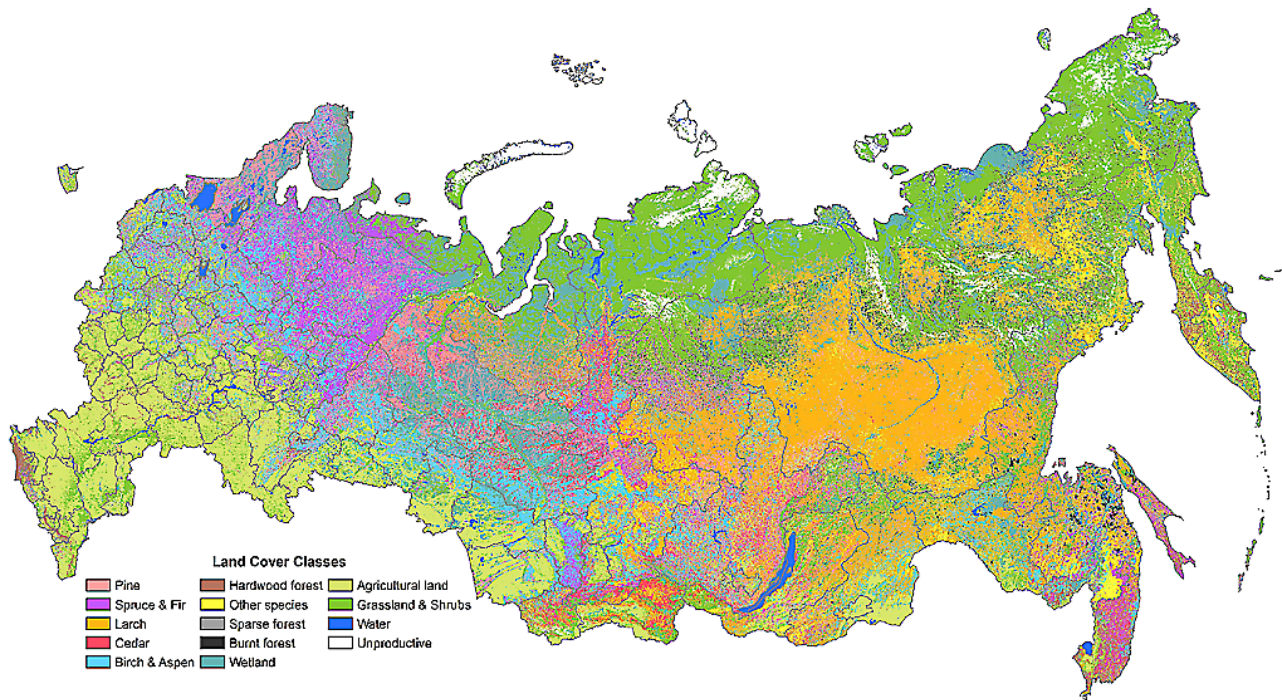 Land Cover Classes
Pine
Spruce & Fir
Larch
Cedar
Birch & Aspen
Hardwood forest
Other species
Sparse forest
Burnt forest
Wetland
Agricultural land
Grassland & Shrubs
Water
Unproductive